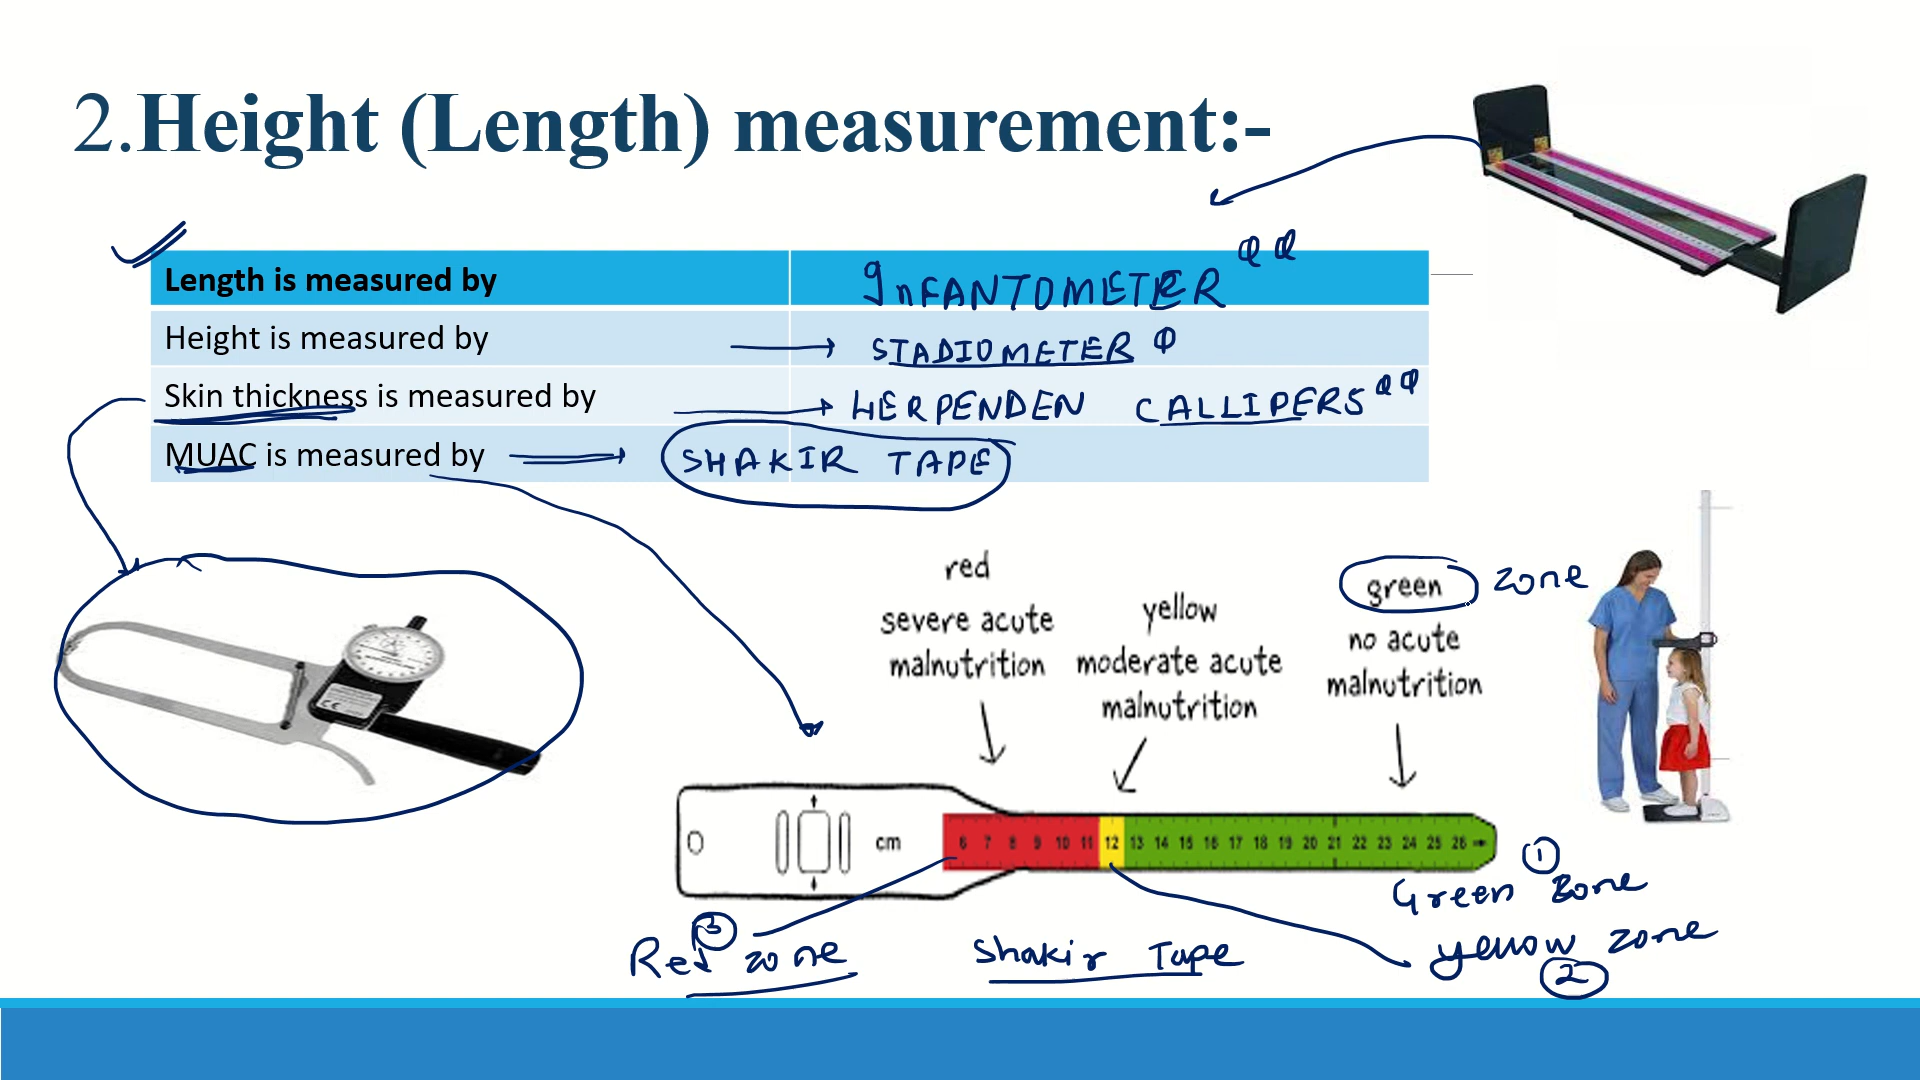 2.Height (Length) measurement:-
Length is measured by InFANTOMETER
Height is measured by STADIOMETER
Skin thickness is measured by HERPENDEN CALLIPERS
MUAC is measured by SHAKIR TAPE
red
severe acute
malnutrition
yellow
moderate acute
malnutrition
green zone
no acute
malnutrition
cm 6 7 8 9 10 11 12 13 14 15 16 17 18 19 20 21 22 23 24 25 26
1
Green zone
3
Red zone
Shakir Tape
yellow zone
2